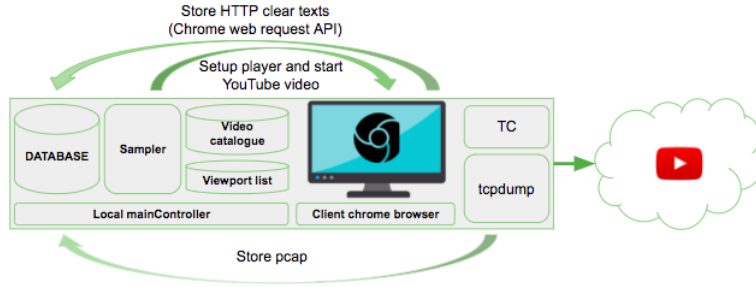 Store HTTP clear texts
(Chrome web request API)
Setup player and start
YouTube video
DATABASE
Sampler
Video
catalogue
Viewport list
TC
tcpdump
Local mainController
Client chrome browser
Store pcap